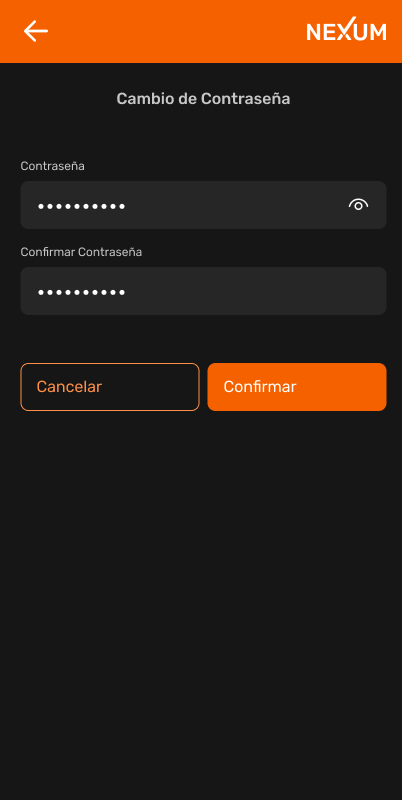 NEXUM
Cambio de Contraseña
Contraseña
••••••••••
Confirmar Contraseña
••••••••••
Cancelar
Confirmar